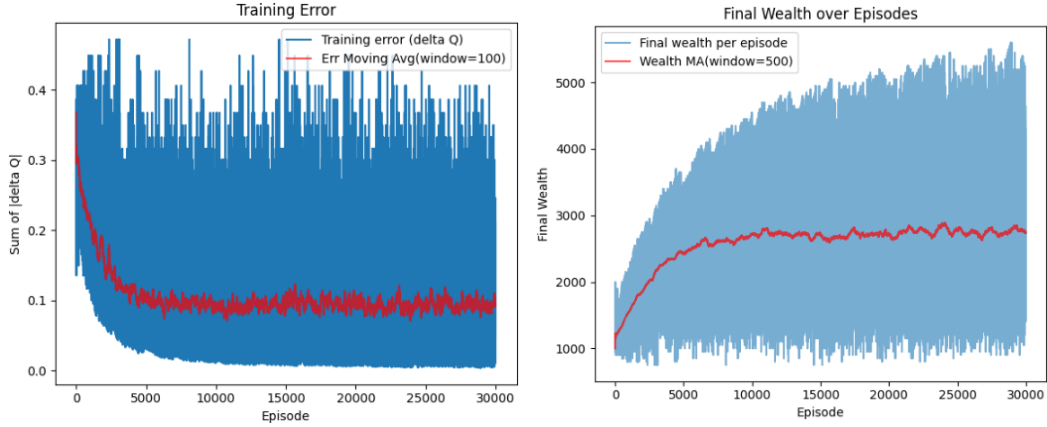 Training Error
Training error (delta Q)
Err Moving Avg(window=100)
Sum of |delta Q|
0.4
0.3
0.2
0.1
0.0
0 5000 10000 15000 20000 25000 30000
Episode
Final Wealth over Episodes
Final wealth per episode
Wealth MA(window=500)
Final Wealth
5000
4000
3000
2000
1000
0 5000 10000 15000 20000 25000 30000
Episode